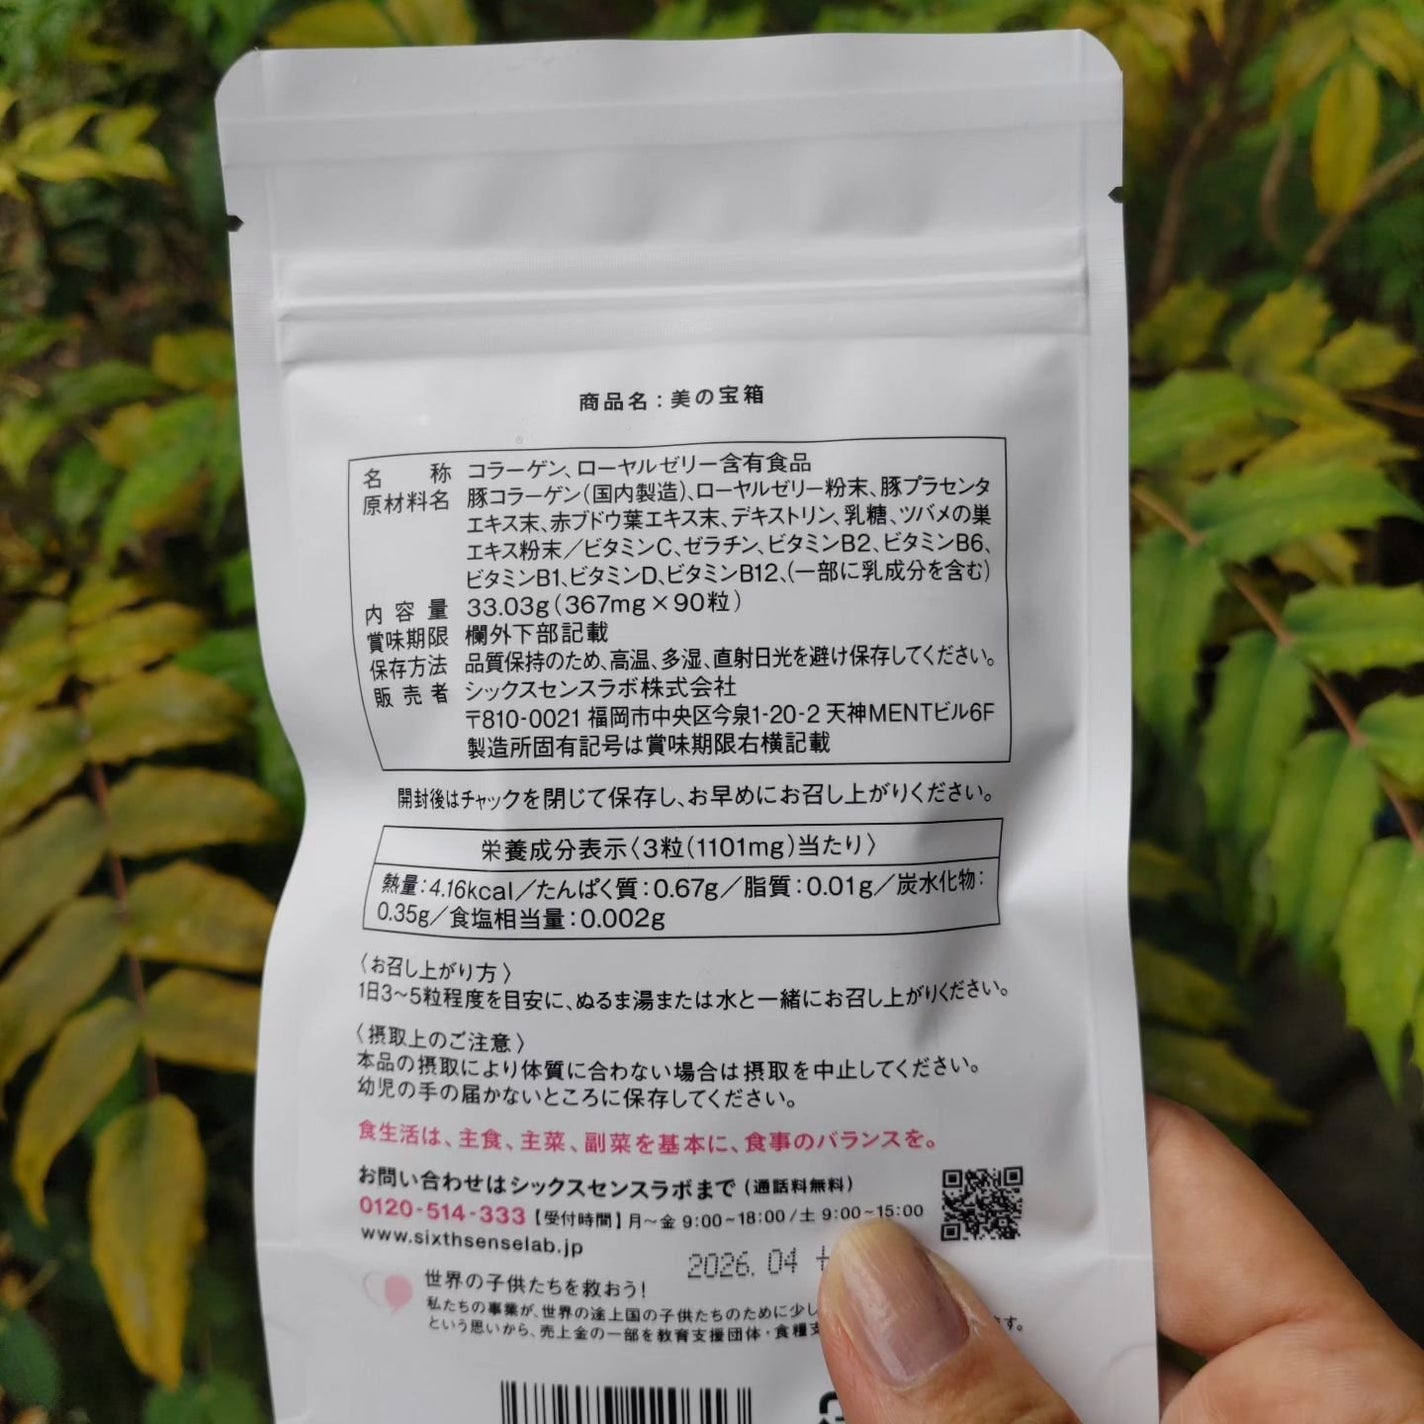 商品名：美の宝箱
名称 コラーゲン、ローヤルゼリー含有食品
原材料名 豚コラーゲン（国内製造）、ローヤルゼリー粉末、豚プラセンタ
エキス末、赤ブドウ葉エキス末、デキストリン、乳糖、ツバメの巣
エキス粉末／ビタミンC、ゼラチン、ビタミンB2、ビタミンB6、
ビタミンB1、ビタミンD、ビタミンB12、（一部に乳成分を含む）
内容量 33.03g（367mg×90粒）
賞味期限 欄外下部記載
保存方法 品質保持のため、高温、多湿、直射日光を避け保存してください。
販売者 シックスセンスラボ株式会社
〒810-0021 福岡市中央区今泉1-20-2 天神MENTビル6F
製造所固有記号は賞味期限右横記載
開封後はチャックを閉じて保存し、お早めにお召し上がりください。
栄養成分表示〈3粒（1101mg）当たり〉
熱量：4.16kcal／たんぱく質：0.67g／脂質：0.01g／炭水化物：
0.35g／食塩相当量：0.002g
〈お召し上がり方〉
1日3～5粒程度を目安に、ぬるま湯または水と一緒にお召し上がりください。
〈摂取上のご注意〉
本品の摂取により体質に合わない場合は摂取を中止してください。
幼児の手の届かないところに保存してください。
食生活は、主食、主菜、副菜を基本に、食事のバランスを。
お問い合わせはシックスセンスラボまで（通話料無料）
0120-514-333【受付時間】月～金 9:00~18:00/土 9:00~15:00
www.sixthsenselab.jp
2026.04
世界の子供たちを救おう！
私たちの事業が、世界の途上国の子供たちのために少し
という思いから、売上金の一部を教育支援団体・食糧支 ます。